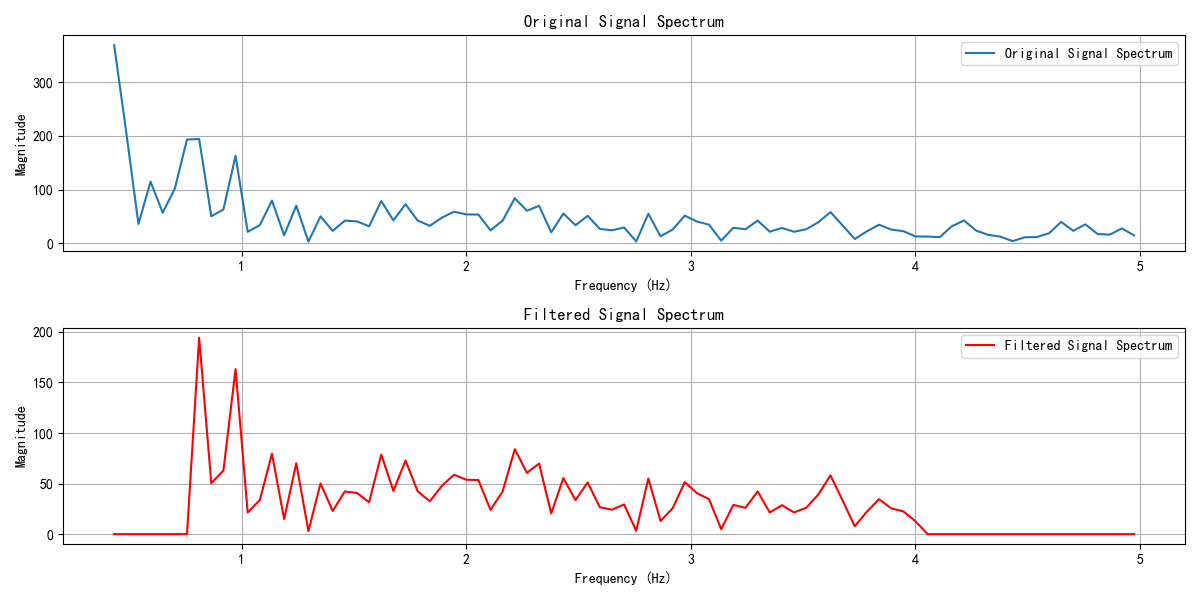 Original Signal Spectrum
Original Signal Spectrum
300
200
100
0
Magnitude
1 2 3 4 5
Frequency (Hz)
Filtered Signal Spectrum
Filtered Signal Spectrum
200
150
100
50
0
Magnitude
1 2 3 4 5
Frequency (Hz)